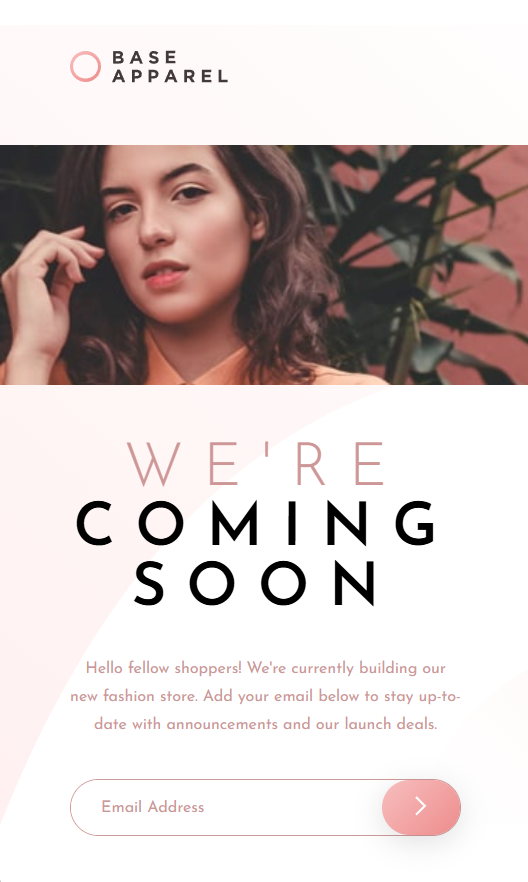 BASE
APPAREL
WE'RE
COMING
SOON
Hello fellow shoppers! We're currently building our
new fashion store. Add your email below to stay up-to-
date with announcements and our launch deals.
Email Address